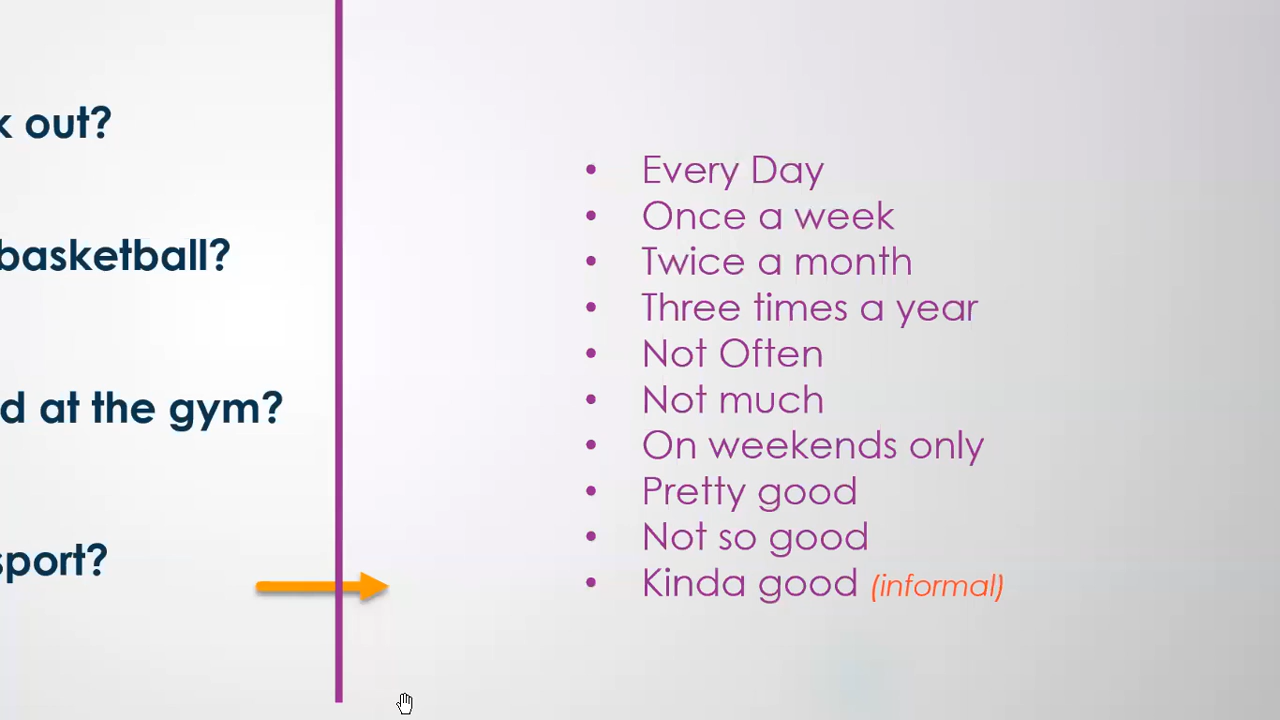 k out?
basketball?
d at the gym?
sport?
• Every Day
• Once a week
• Twice a month
• Three times a year
• Not Often
• Not much
• On weekends only
• Pretty good
• Not so good
• Kinda good (informal)